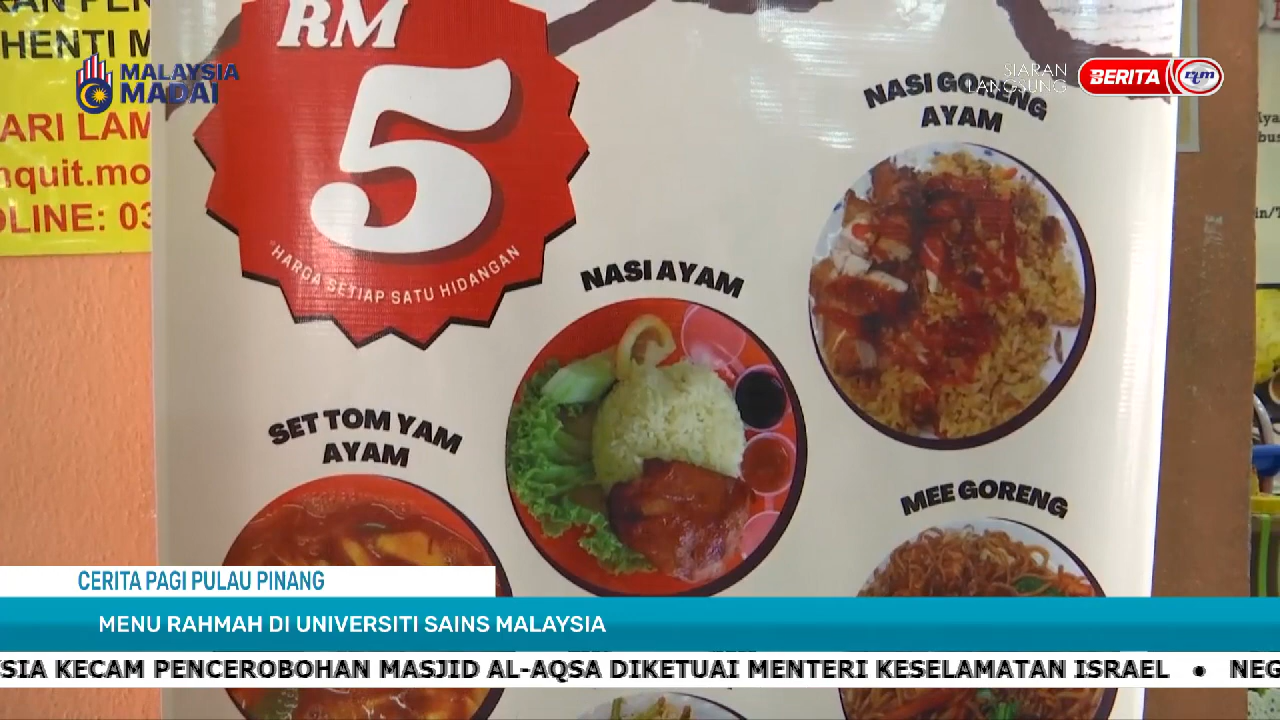 HENTI M
ARI LAM
nquit.mo
OLINE: 03
MALAYSIA
MADAI
RM
5
*HARGA SETIAP SATU HIDANGAN
SIARAN
LANGSUNG
BERITA rtm
NASI GORENG
AYAM
NASI AYAM
SET TOM YAM
AYAM
MEE GORENG
CERITA PAGI PULAU PINANG
MENU RAHMAH DI UNIVERSITI SAINS MALAYSIA
SIA KECAM PENCEROBOHAN MASJID AL-AQSA DIKETUAI MENTERI KESELAMATAN ISRAEL • NEG